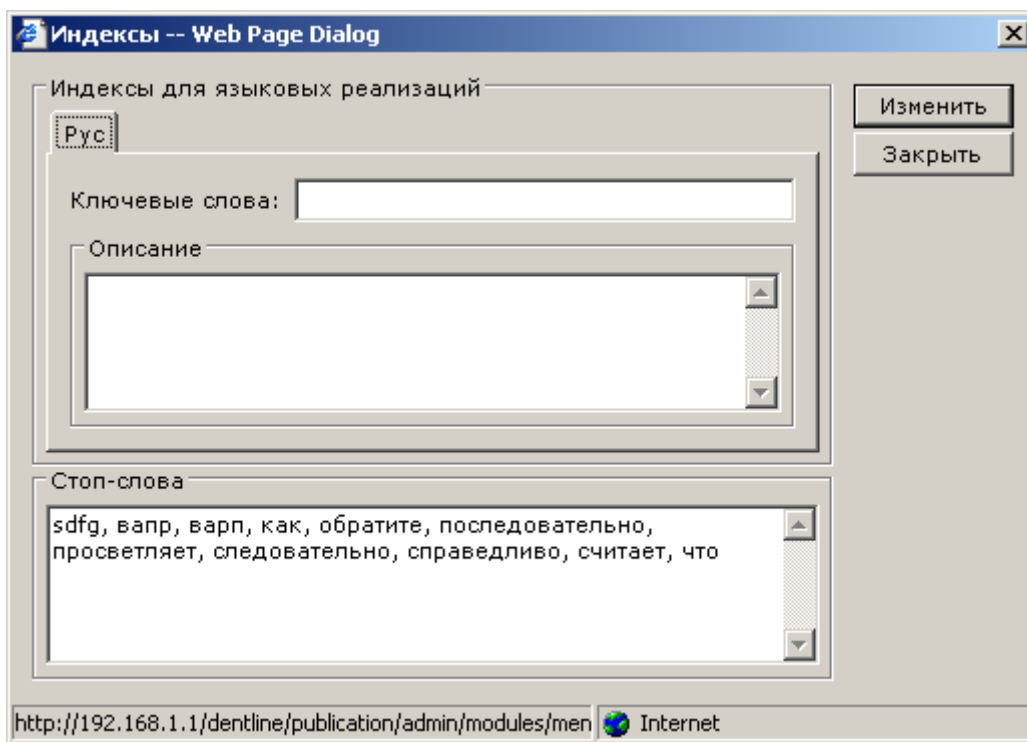 Индексы -- Web Page Dialog
Индексы для языковых реализаций
Рус
Ключевые слова:
Описание
Изменить
Закрыть
Стоп-слова
sdfg, вапр, варп, как, обратите, последовательно,
просветляет, следовательно, справедливо, считает, что
http://192.168.1.1/dentline/publication/admin/modules/men
Internet